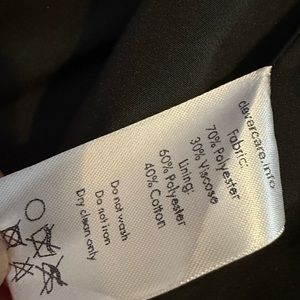 clevercare.info
Fabric:
70% Polyester
30% Viscose
Lining:
60% Polyester
40% Cotton
Do not wash
Do not iron
Dry clean only